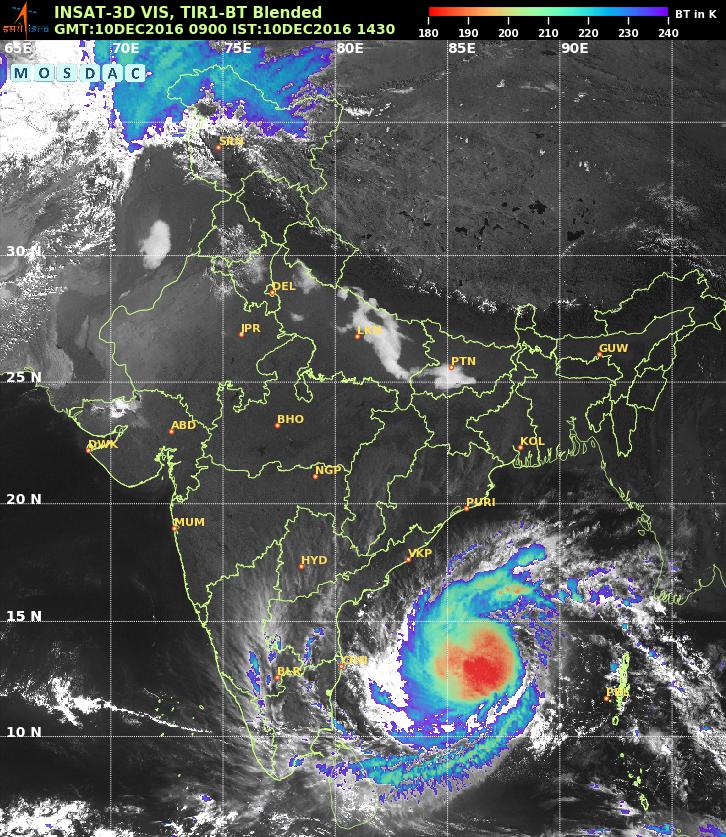 INSAT-3D VIS, TIR1-BT Blended
GMT:10DEC2016 0900 IST:10DEC2016 1430
BT in K
180 190 200 210 220 230 240
65E 70E 75E 80E 85E 90E
MOSDAC
SRN
30 N
DEL
JPR LKN
GUW
PTN
25 N
ABD BHO
DWK KOL
NGP
20 N PURI
MUM
VKP
HYD
15 N
BLR
10 N